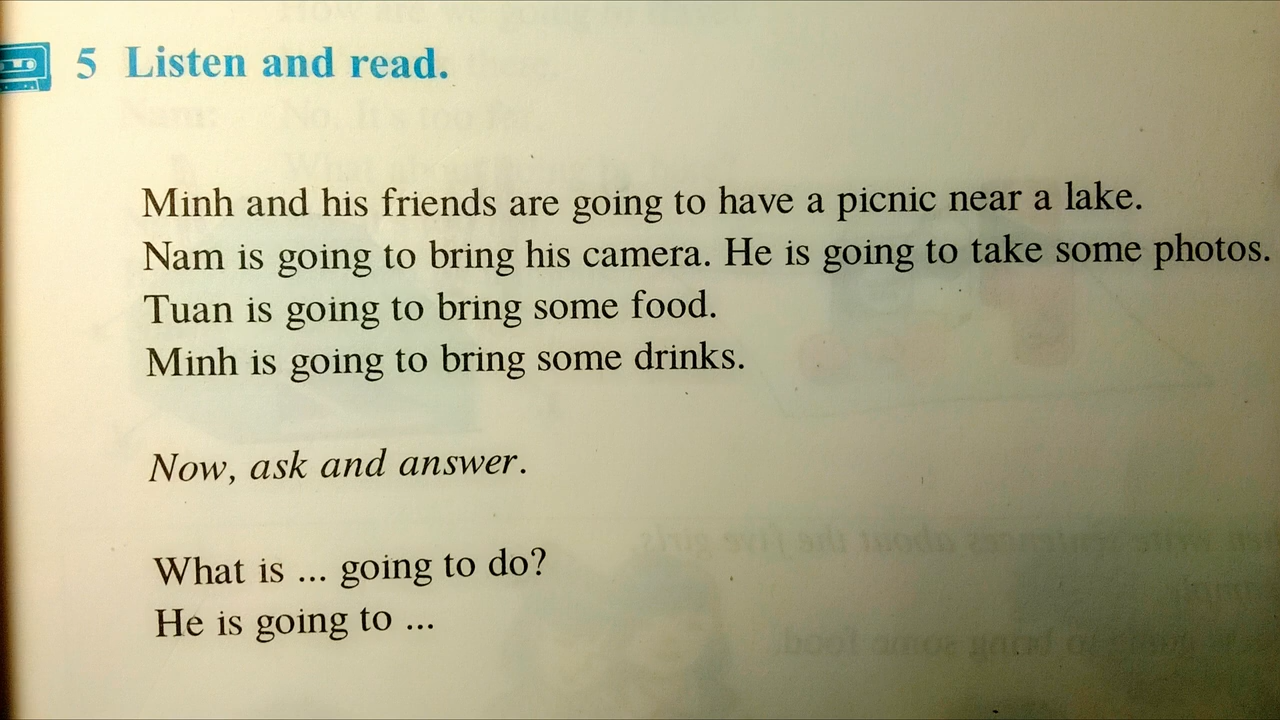 5 Listen and read.
Minh and his friends are going to have a picnic near a lake.
Nam is going to bring his camera. He is going to take some photos.
Tuan is going to bring some food.
Minh is going to bring some drinks.
Now, ask and answer.
What is ... going to do?
He is going to ...